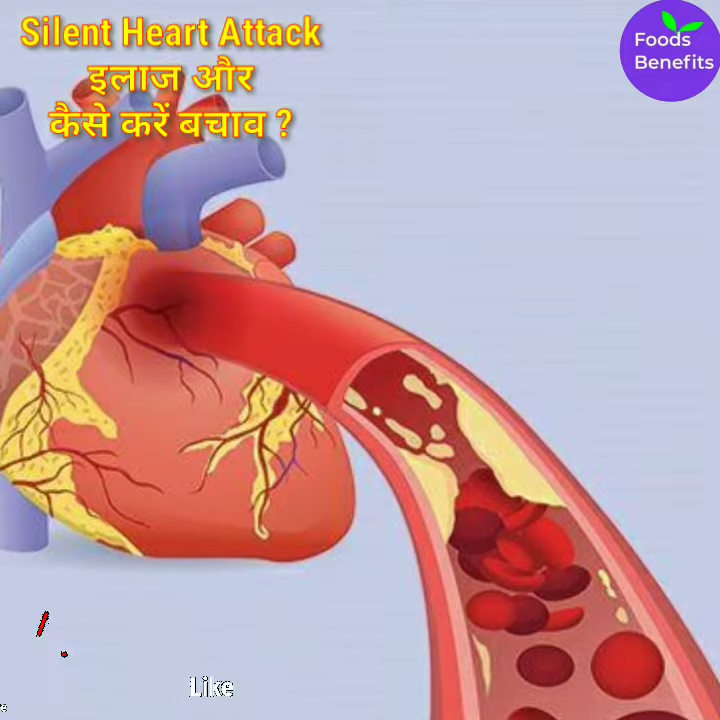 Silent Heart Attack
इलाज और
कैसे करें बचाव ?
Foods
Benefits
Like